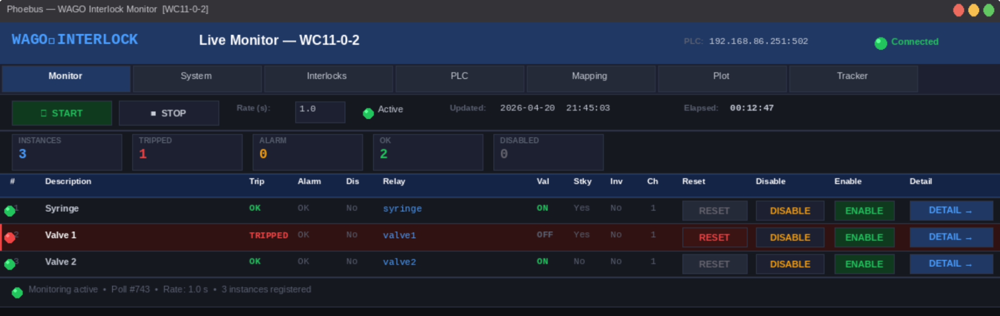 Phoebus — WAGO Interlock Monitor [WC11-0-2]
WAGO▯INTERLOCK Live Monitor — WC11-0-2 PLC: 192.168.86.251:502 Connected
Monitor System Interlocks PLC Mapping Plot Tracker
▯ START ■ STOP Rate (s): 1.0 Active Updated: 2026-04-20 21:45:03 Elapsed: 00:12:47
INSTANCES TRIPPED ALARM OK DISABLED
3 1 0 2 0
# Description Trip Alarm Dis Relay Val Stky Inv Ch Reset Disable Enable Detail
1 Syringe OK OK No syringe ON Yes No 1 RESET DISABLE ENABLE DETAIL →
2 Valve 1 TRIPPED OK No valve1 OFF Yes No 1 RESET DISABLE ENABLE DETAIL →
3 Valve 2 OK OK No valve2 ON No No 1 RESET DISABLE ENABLE DETAIL →
Monitoring active • Poll #743 • Rate: 1.0 s • 3 instances registered